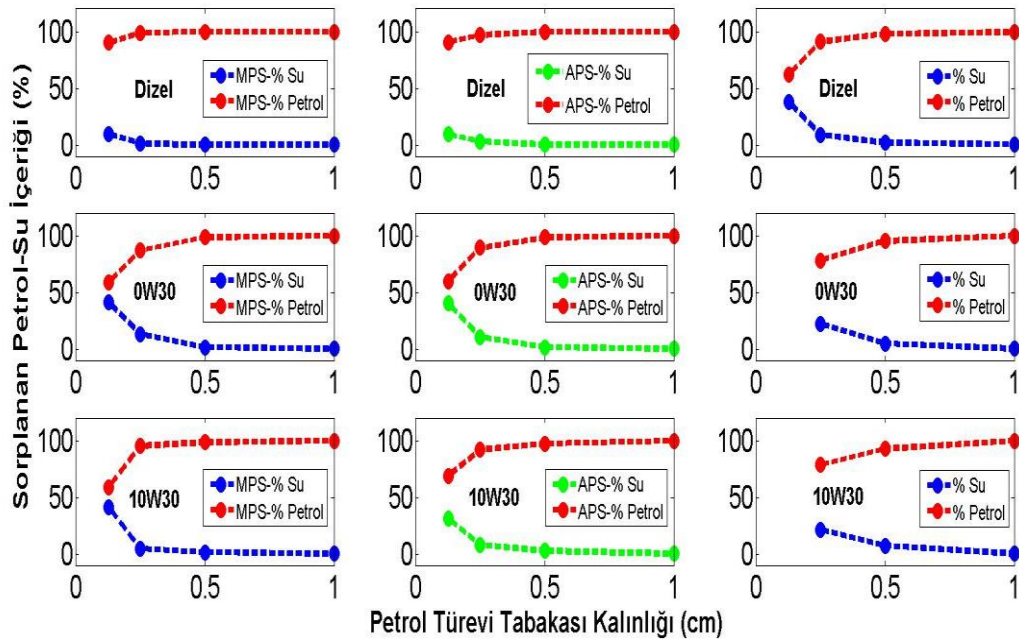 Sorplanan Petrol-Su İçeriği (%)
100
50
0
Dizel
MPS-% Su
MPS-% Petrol
0
0.5
1
100
50
0
Dizel
APS-% Su
APS-% Petrol
0
0.5
1
100
50
0
Dizel
% Su
% Petrol
0
0.5
1
100
50
0
0W30
MPS-% Su
MPS-% Petrol
0
0.5
1
100
50
0
0W30
APS-% Su
APS-% Petrol
0
0.5
1
100
50
0
0W30
% Su
% Petrol
0
0.5
1
100
50
0
10W30
MPS-% Su
MPS-% Petrol
0
0.5
1
100
50
0
10W30
APS-% Su
APS-% Petrol
0
0.5
1
100
50
0
10W30
% Su
% Petrol
0
0.5
1
Petrol Türevi Tabakası Kalınlığı (cm)